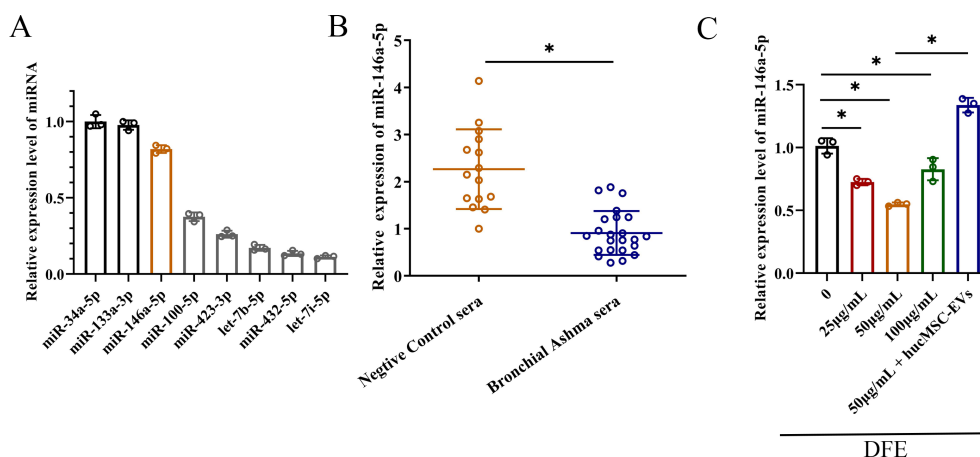 A
Relative expression level of miRNA
1.0
0.5
0.0
miR-34a-5p
miR-133a-3p
miR-146a-5p
miR-100-5p
miR-423-3p
let-7b-5p
miR-432-5p
let-7i-5p
B
Relative expression of miR-146a-5p
5
4
3
2
1
0
*
Negtive Control sera
Bronchial Ashma sera
C
Relative expression level of miR-146a-5p
1.5
1.0
0.5
0.0
*
*
*
*
0
25μg/mL
50μg/mL
100μg/mL
50μg/mL + hucMSC-EVs
DFE